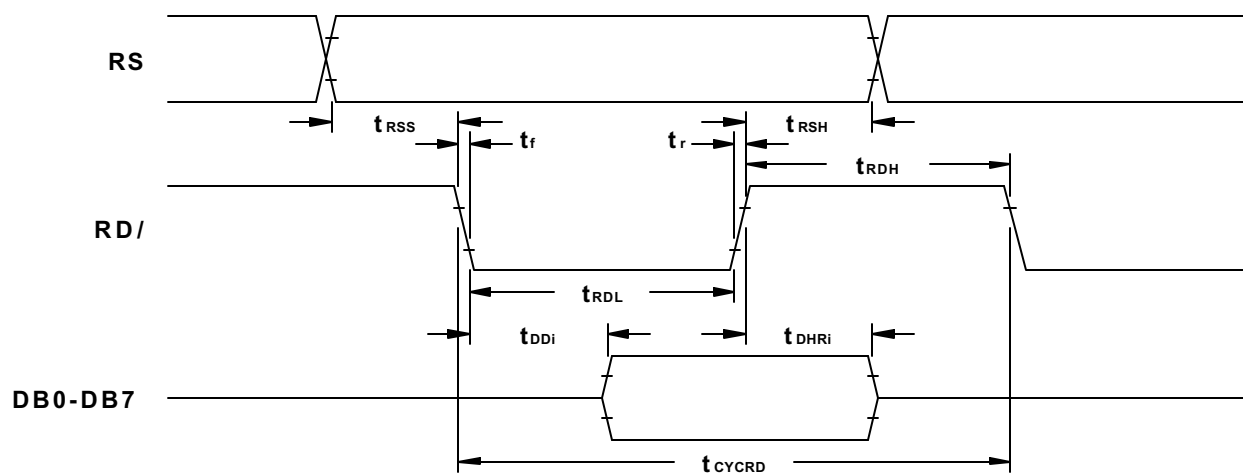 RS
tRSS
tf
tr
tRSH
tRDH
RD/
tRDL
tDDi
tDHRi
DB0-DB7
tCYCRD